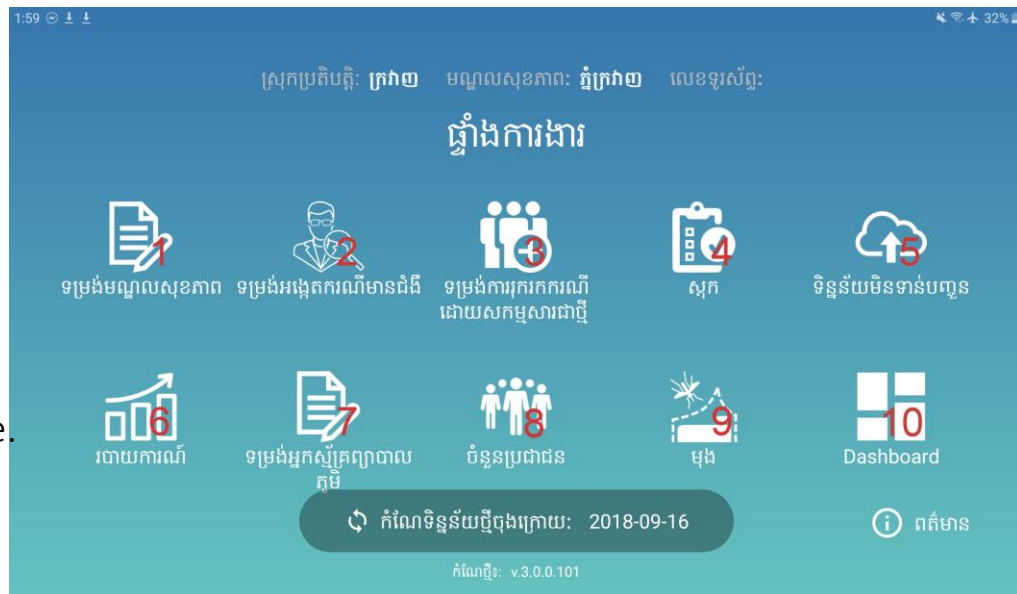 1:59 32%
ស្រុកប្រតិបត្តិ: ក្រវាញ មណ្ឌលសុខភាព: ភ្នំក្រវាញ លេខទូរស័ព្ទ:
ផ្ទាំងការងារ
1 2 3 4 5
ទម្រង់មណ្ឌលសុខភាព ទម្រង់អង្កេតករណីមានជំងឺ ទម្រង់ការរុករកករណី ស្តុក ទិន្នន័យមិនទាន់បញ្ជូន
ដោយសកម្មសារជាថ្មី
e.
6 7 8 9 10
របាយការណ៍ ទម្រង់អ្នកស្ម័គ្រព្យាបាល ចំនួនប្រជាជន មុង Dashboard
ភូមិ
កំណែទិន្នន័យថ្មីចុងក្រោយ: 2018-09-16 ពត៌មាន
កំណែថ្មី៖ v.3.0.0.101